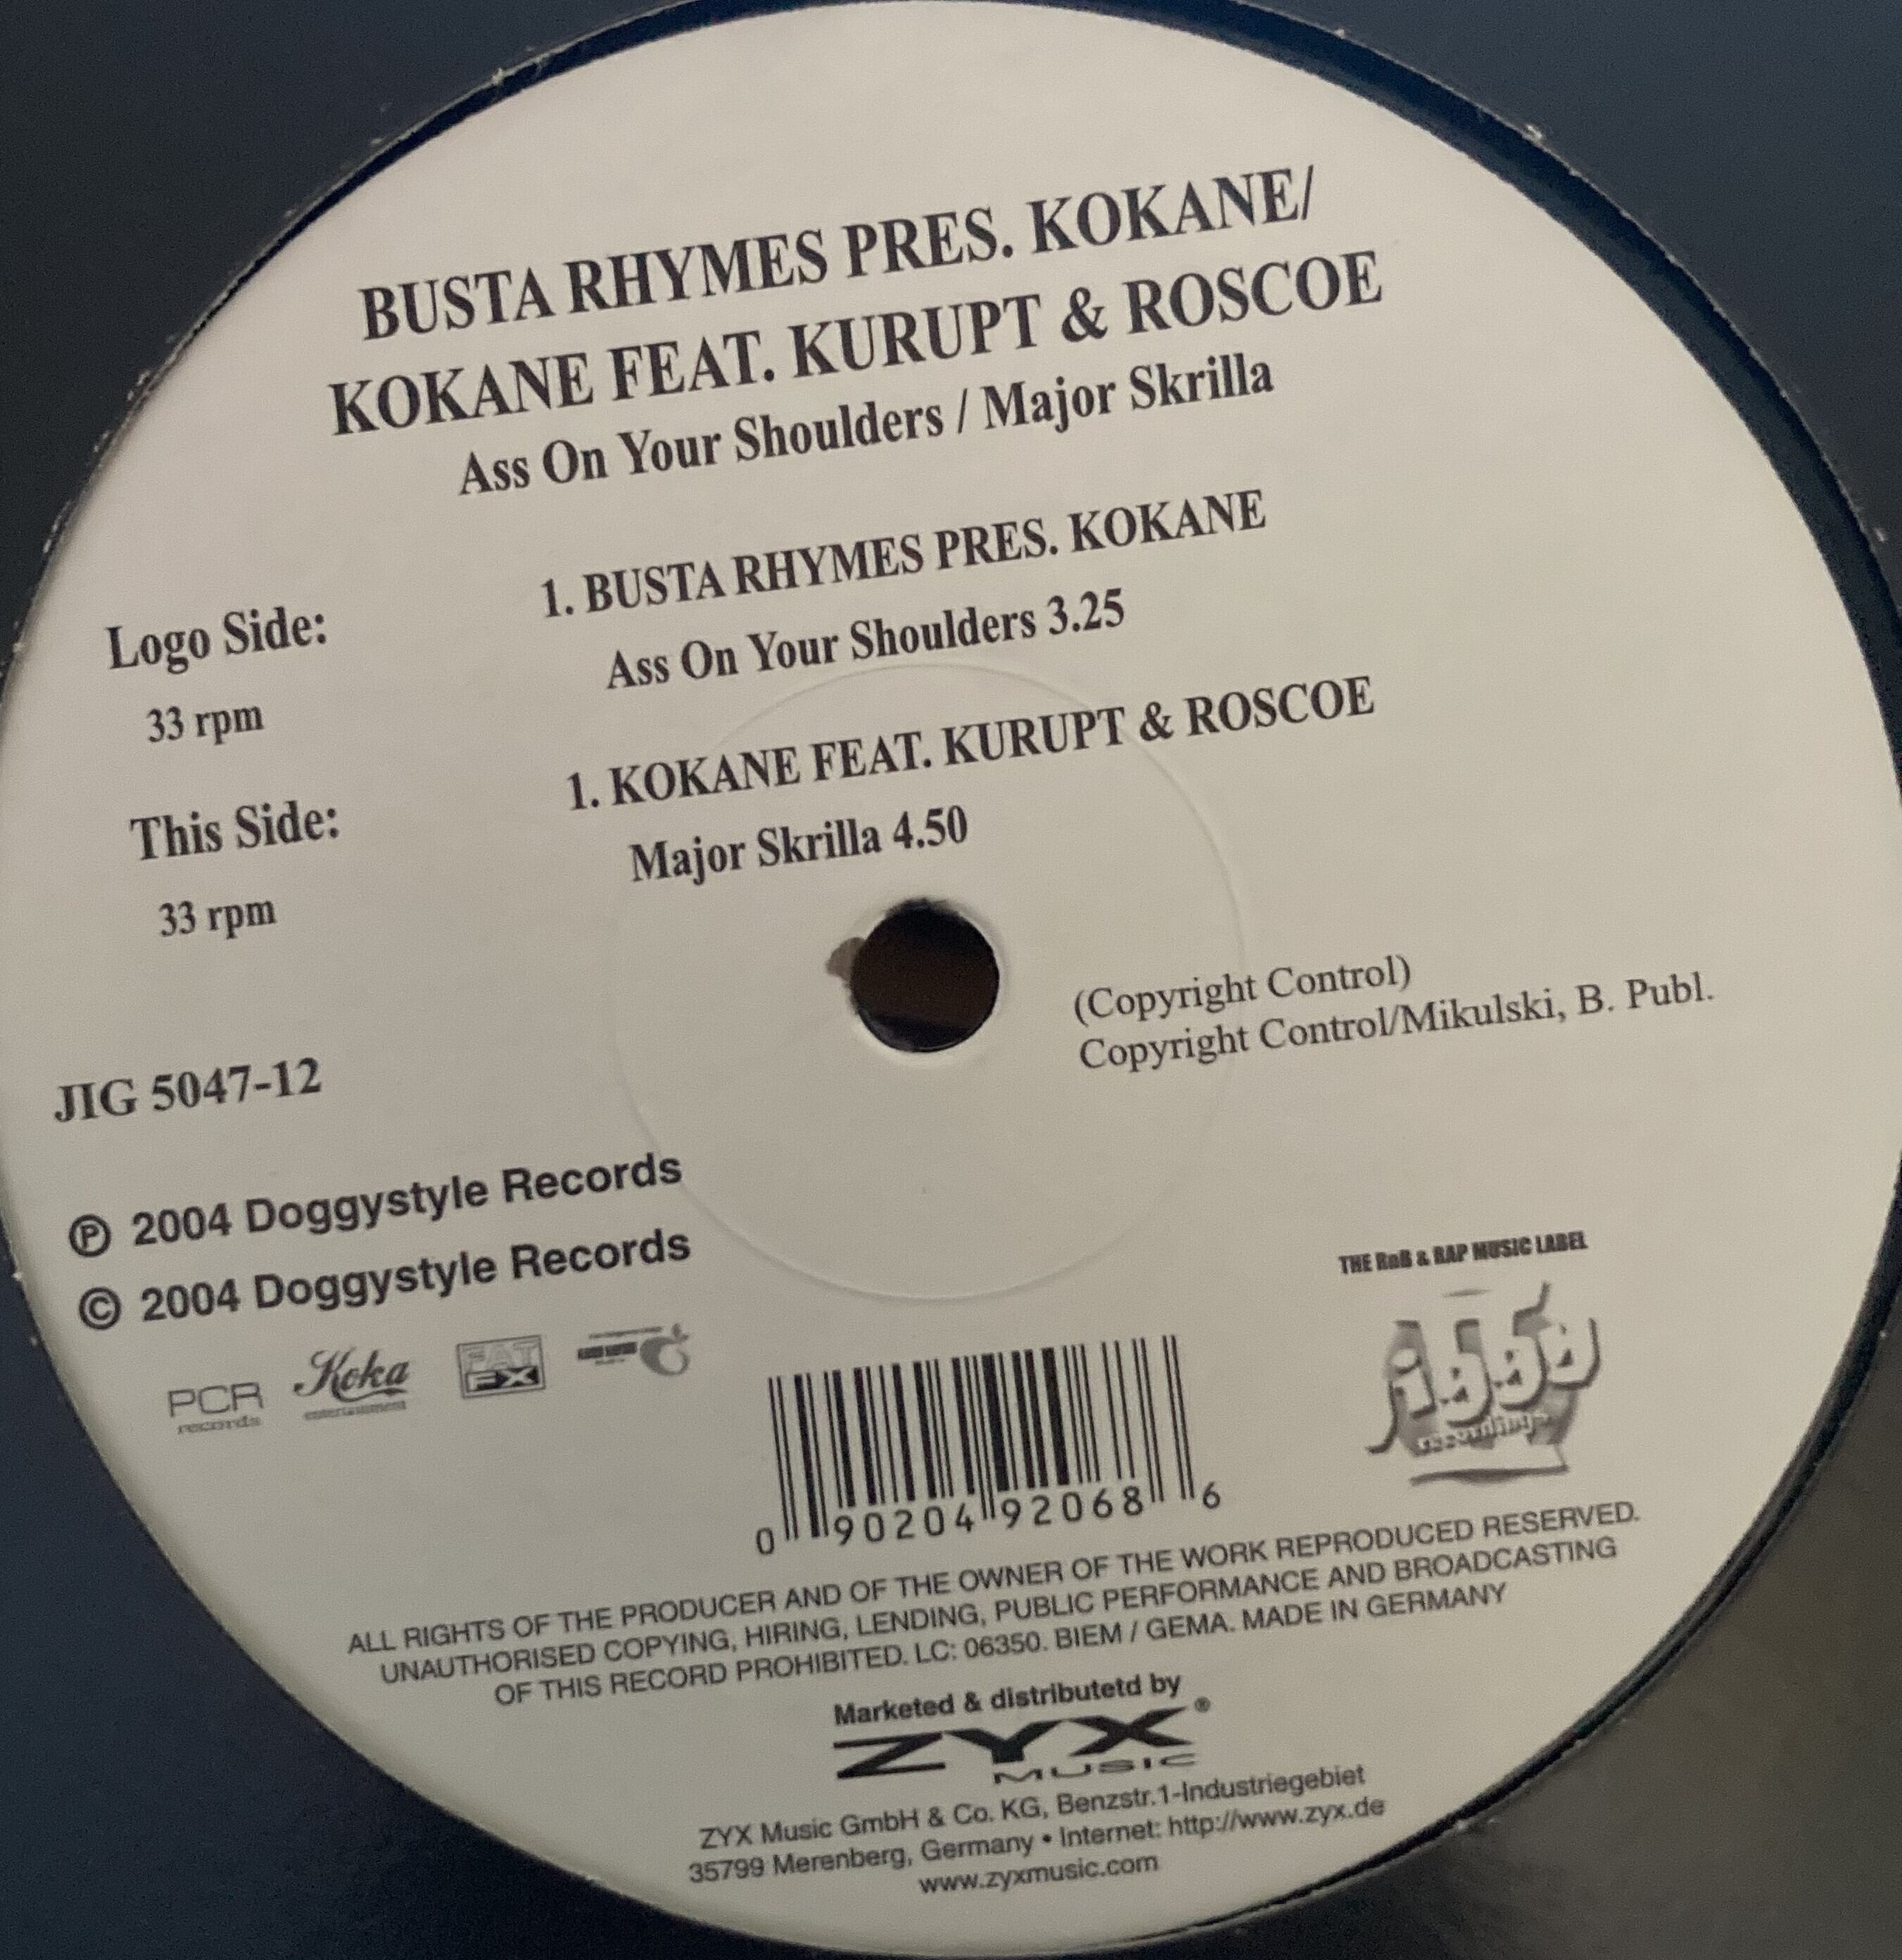 BUSTA RHYMES PRES. KOKANE/
KOKANE FEAT. KURUPT & ROSCOE
Ass On Your Shoulders / Major Skrilla
Logo Side:
33 rpm
1. BUSTA RHYMES PRES. KOKANE
Ass On Your Shoulders 3.25
This Side:
33 rpm
1. KOKANE FEAT. KURUPT & ROSCOE
Major Skrilla 4.50
(Copyright Control)
Copyright Control/Mikulski, B. Publ.
JIG 5047-12
℗ 2004 Doggystyle Records
© 2004 Doggystyle Records
PCR
records
Koka
entertainment
FAT
FX
THE RnB & RAP MUSIC LABEL
jigga
recordings
0 90204 92068 6
ALL RIGHTS OF THE PRODUCER AND OF THE OWNER OF THE WORK REPRODUCED RESERVED.
UNAUTHORISED COPYING, HIRING, LENDING, PUBLIC PERFORMANCE AND BROADCASTING
OF THIS RECORD PROHIBITED. LC: 06350. BIEM / GEMA. MADE IN GERMANY
Marketed & distributetd by
ZYX®
MUSIC
ZYX Music GmbH & Co. KG, Benzstr.1-Industriegebiet
35799 Merenberg, Germany • Internet: http://www.zyx.de
www.zyxmusic.com